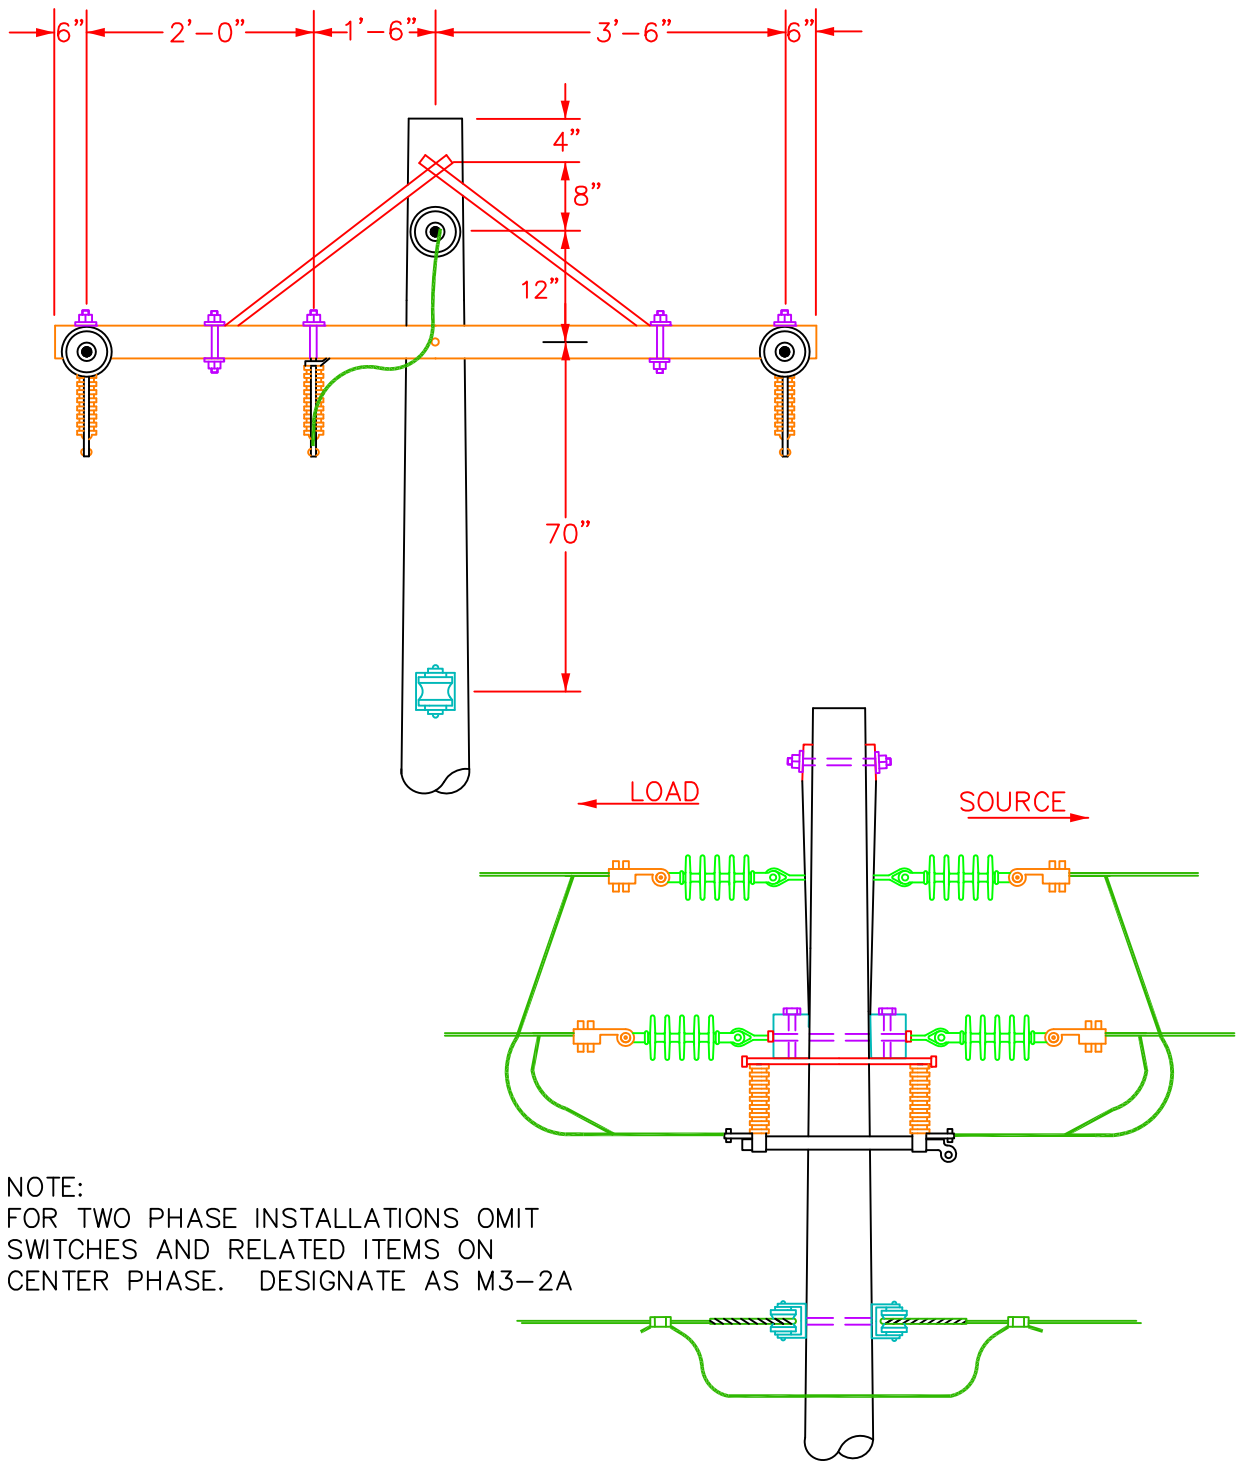 6" 2'-0" 1'-6" 3'-6" 6"
4"
8"
12"
70"
LOAD
SOURCE
NOTE:
FOR TWO PHASE INSTALLATIONS OMIT
SWITCHES AND RELATED ITEMS ON
CENTER PHASE. DESIGNATE AS M3-2A